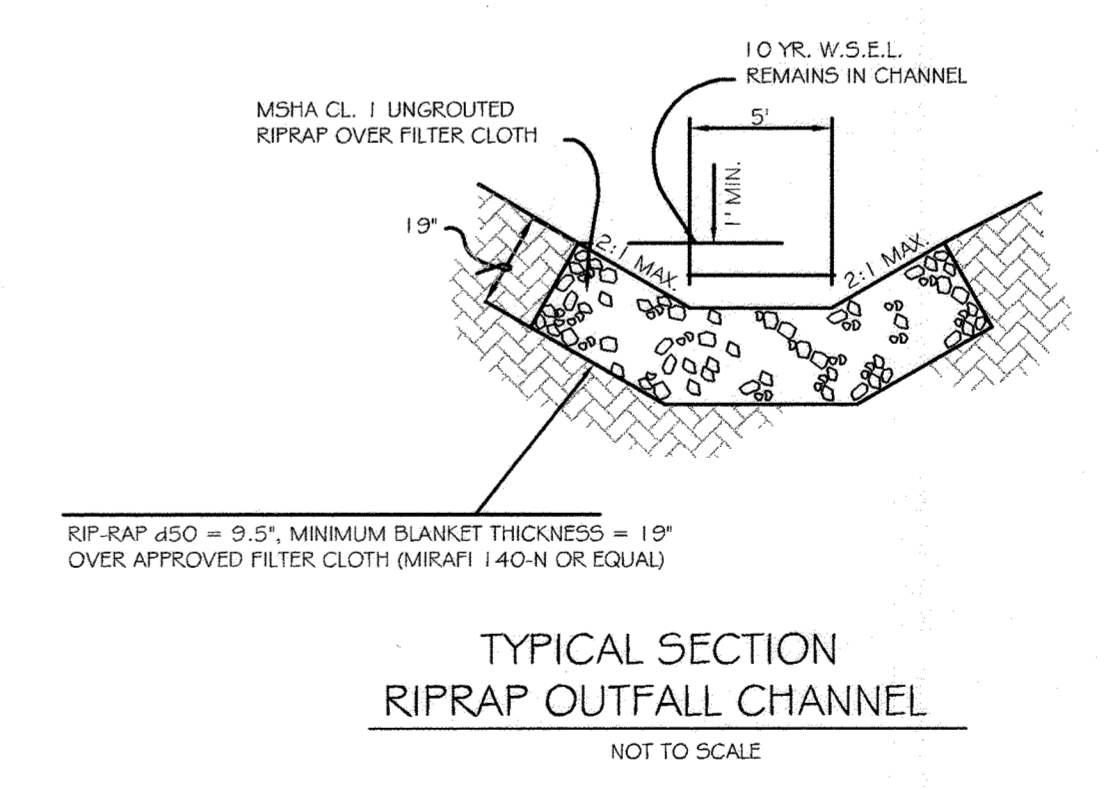 10 YR. W.S.E.L.
REMAINS IN CHANNEL
MSHA CL. 1 UNGROUTED
RIPRAP OVER FILTER CLOTH
5'
1' MIN.
19"
2:1 MAX.
2:1 MAX.
RIP-RAP d50 = 9.5", MINIMUM BLANKET THICKNESS = 19"
OVER APPROVED FILTER CLOTH (MIRAFI 140-N OR EQUAL)
TYPICAL SECTION
RIPRAP OUTFALL CHANNEL
NOT TO SCALE